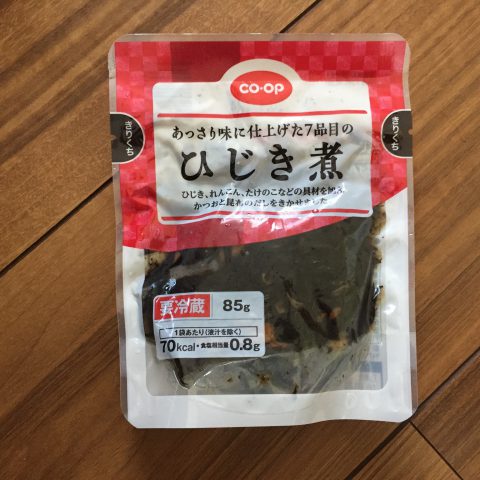 CO·OP
あっさり味に仕上げた7品目の
ひじき煮
ひじき、れんこん、たけのこなどの具材を加え、
かつおと昆布のだしをきかせました
きりくち
きりくち
要冷蔵 85g
1袋あたり(液汁を除く)
70kcal・食塩相当量0.8g